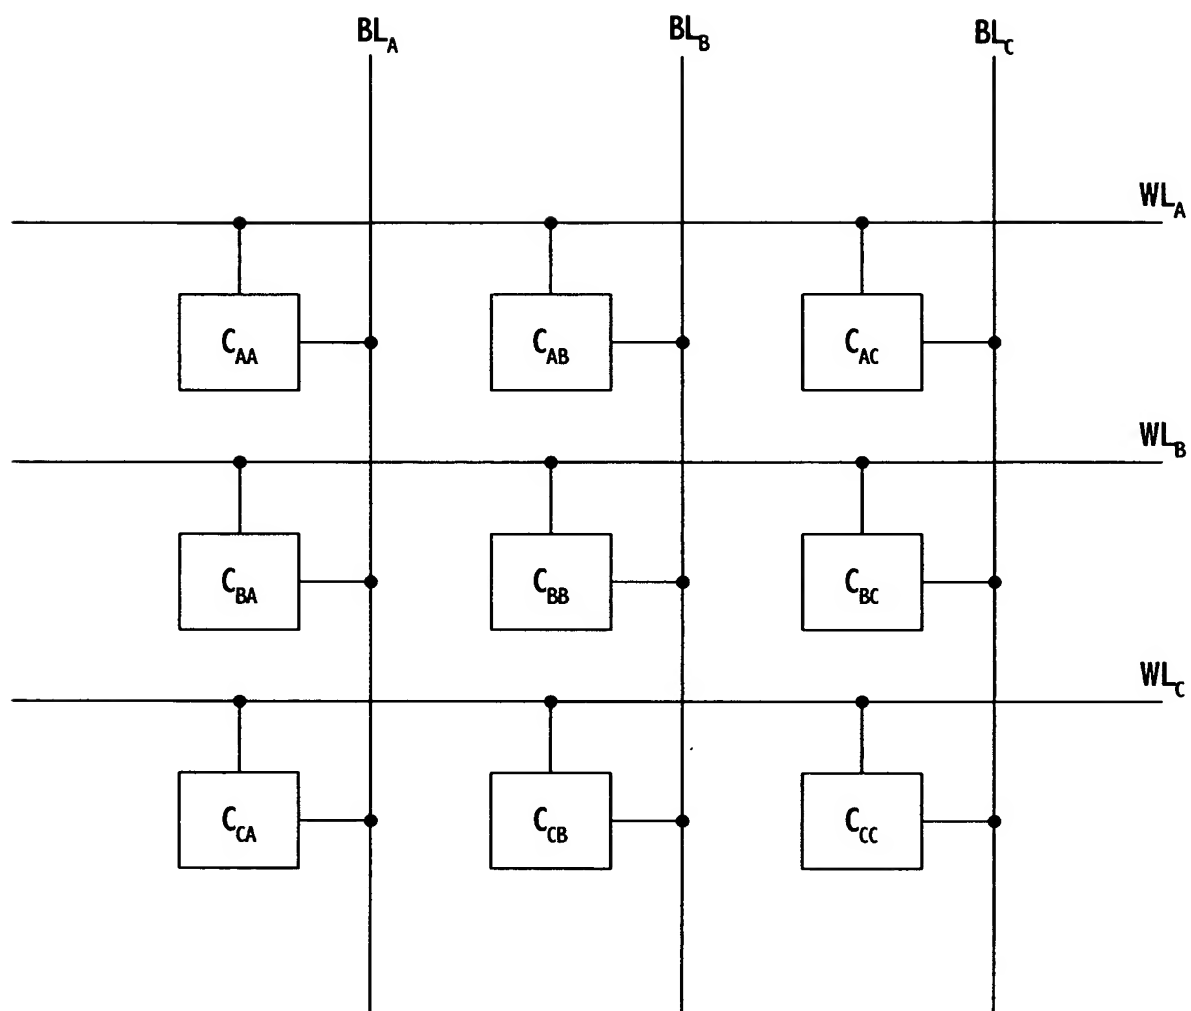 BL_A BL_B BL_C
WL_A
C_AA C_AB C_AC
WL_B
C_BA C_BB C_BC
WL_C
C_CA C_CB C_CC